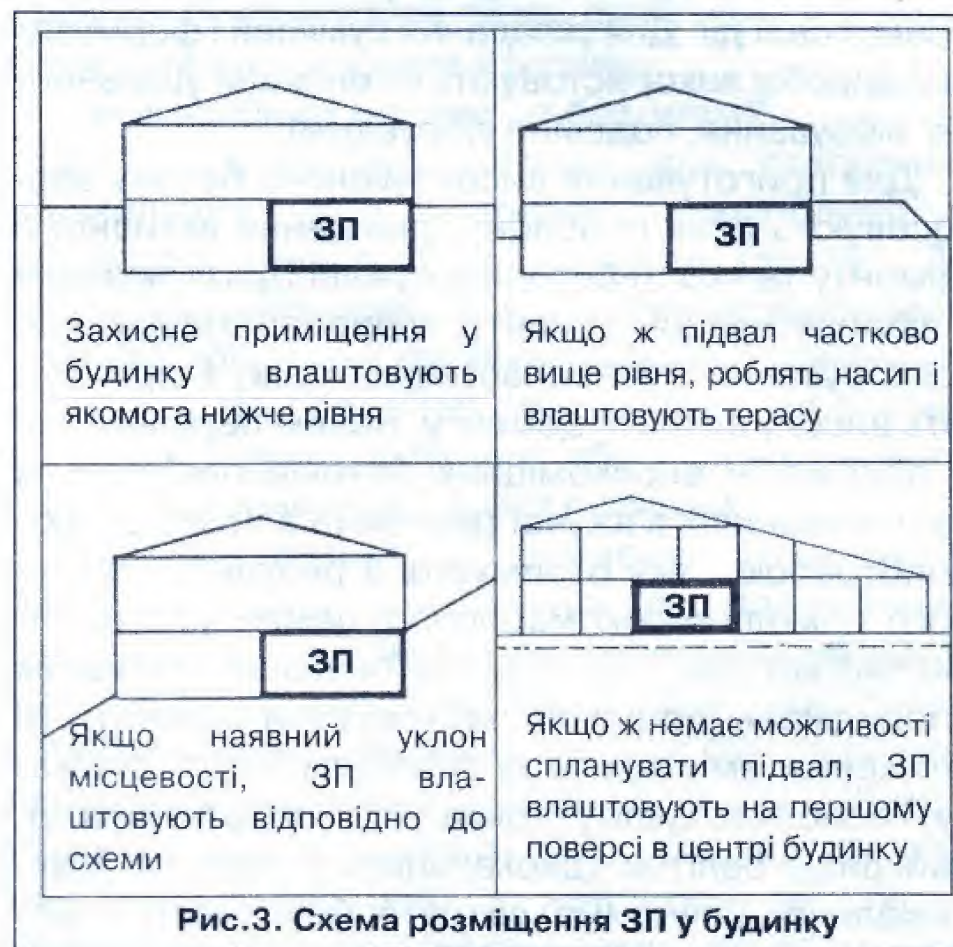 ЗП
Захисне приміщення у
будинку влаштовують
якомога нижче рівня
ЗП
Якщо ж підвал частково
вище рівня, роблять насип і
влаштовують терасу
ЗП
Якщо наявний уклон
місцевості, ЗП вла-
штовують відповідно до
схеми
ЗП
Якщо ж немає можливості
спланувати підвал, ЗП
влаштовують на першому
поверсі в центрі будинку
Рис.3. Схема розміщення ЗП у будинку